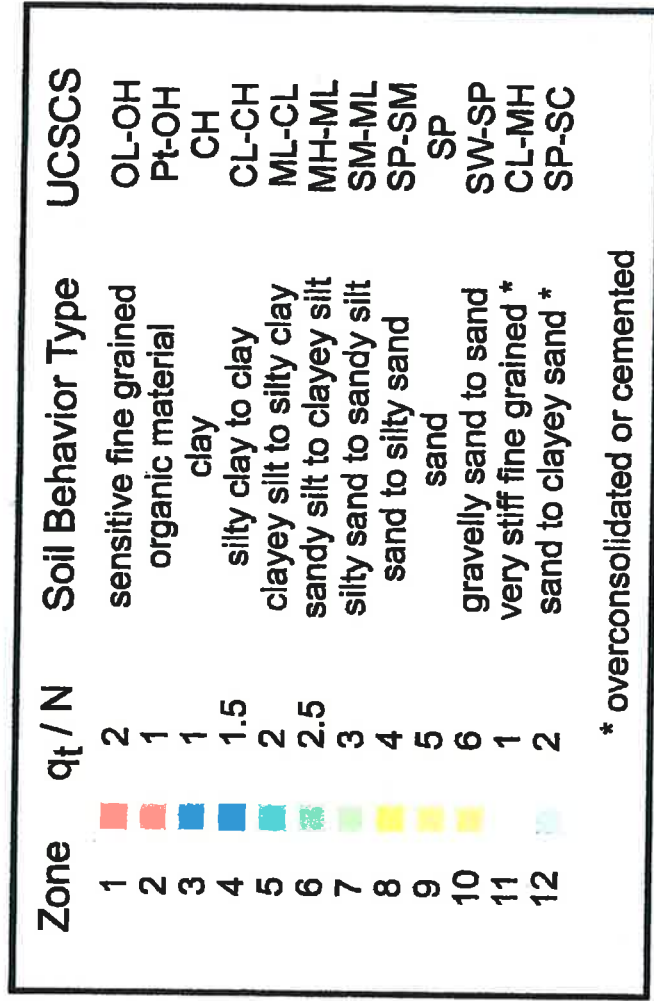 Zone qt / N Soil Behavior Type UCSCS
1 2 sensitive fine grained OL-OH
2 1 organic material Pt-OH
3 1 clay CH
4 1.5 silty clay to clay CL-CH
5 2 clayey silt to silty clay ML-CL
6 2.5 sandy silt to clayey silt MH-ML
7 3 silty sand to sandy silt SM-ML
8 4 sand to silty sand SP-SM
9 5 sand SP
10 6 gravelly sand to sand SW-SP
11 1 very stiff fine grained * CL-MH
12 2 sand to clayey sand * SP-SC
* overconsolidated or cemented